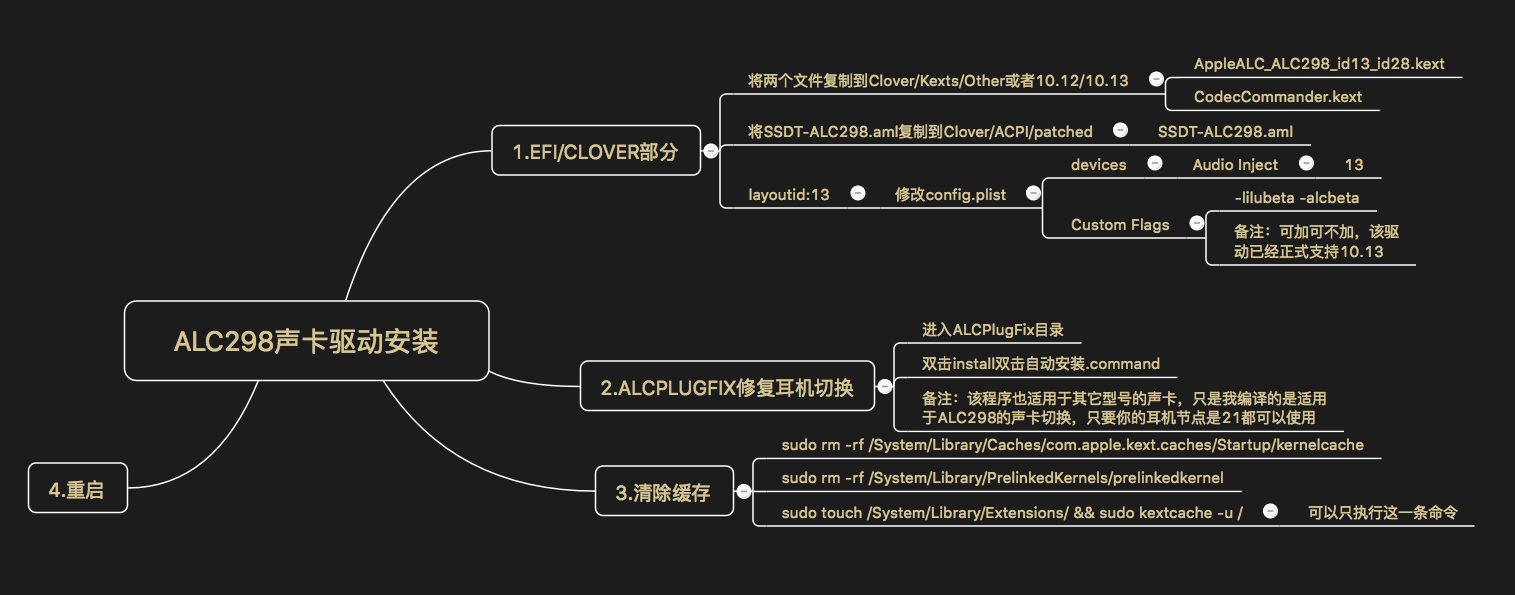 ALC298声卡驱动安装
1.EFI/CLOVER部分
将两个文件复制到Clover/Kexts/Other或者10.12/10.13
AppleALC_ALC298_id13_id28.kext
CodecCommander.kext
将SSDT-ALC298.aml复制到Clover/ACPI/patched
SSDT-ALC298.aml
layoutid:13
修改config.plist
devices
Audio Inject
13
Custom Flags
-lilubeta -alcbeta
备注：可加可不加，该驱
动已经正式支持10.13
2.ALCPLUGFIX修复耳机切换
进入ALCPlugFix目录
双击install双击自动安装.command
备注：该程序也适用于其它型号的声卡，只是我编译的是适用
于ALC298的声卡切换，只要你的耳机节点是21都可以使用
3.清除缓存
sudo rm -rf /System/Library/Caches/com.apple.kext.caches/Startup/kernelcache
sudo rm -rf /System/Library/PrelinkedKernels/prelinkedkernel
sudo touch /System/Library/Extensions/ && sudo kextcache -u /
可以只执行这一条命令
4.重启